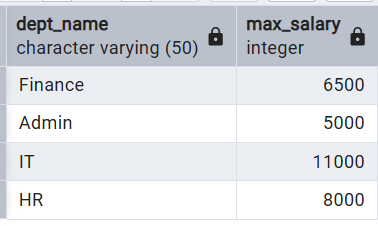 dept_name max_salary
character varying (50) integer
Finance 6500
Admin 5000
IT 11000
HR 8000